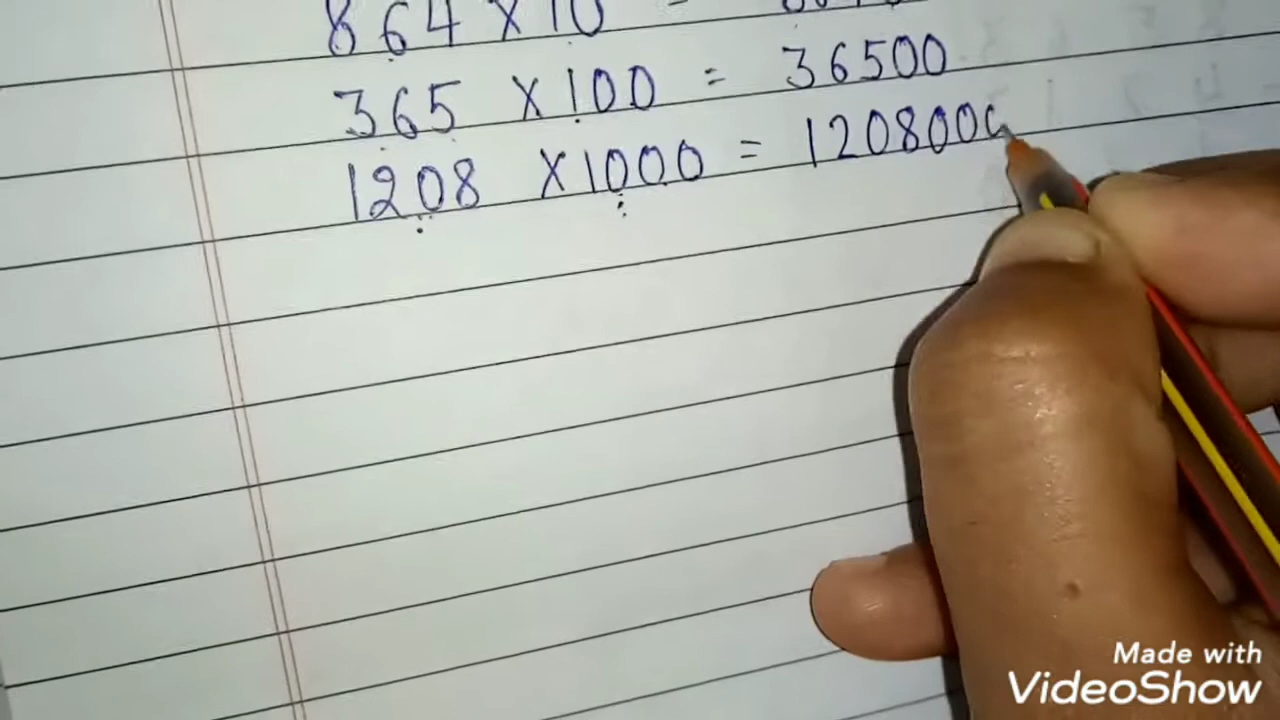 864 X 10 =
365 X 100 = 36500
1208 X 1000 = 1208000
Made with
VideoShow